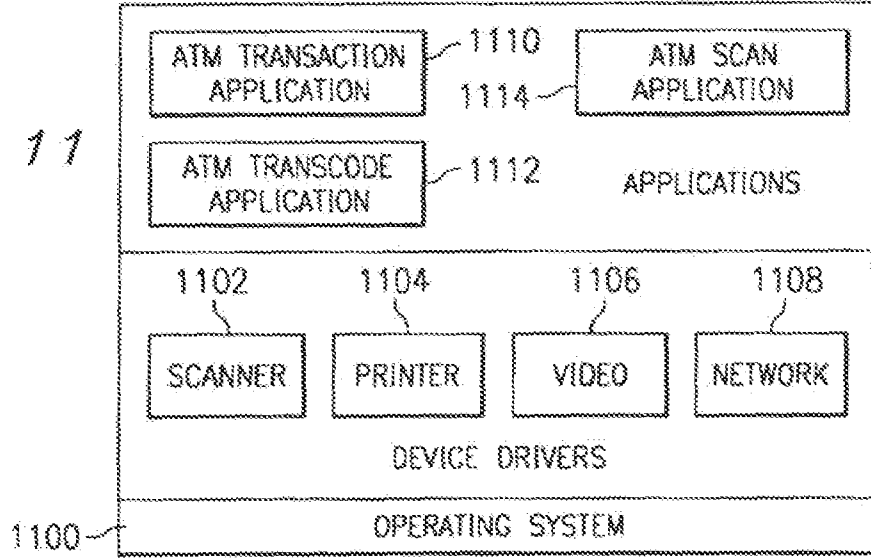 ATM TRANSACTION
APPLICATION
1110
ATM SCAN
APPLICATION
1114
11
ATM TRANSCODE
APPLICATION
1112
APPLICATIONS
1102
1104
1106
1108
SCANNER
PRINTER
VIDEO
NETWORK
DEVICE DRIVERS
1100
OPERATING SYSTEM